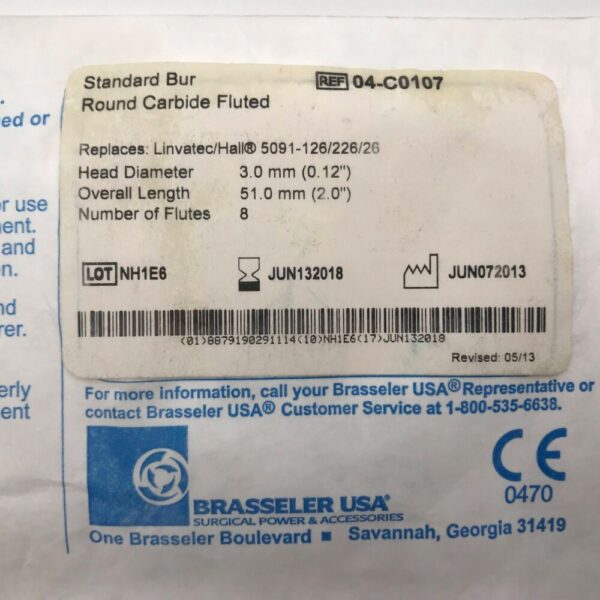 Standard Bur
REF 04-C0107
Round Carbide Fluted
Replaces: Linvatec/Hall® 5091-126/226/26
Head Diameter 3.0 mm (0.12")
Overall Length 51.0 mm (2.0")
Number of Flutes 8
LOT NH1E6 JUN132018 JUN072013
(01)8879190291114(10)NH1E6(17)JUN132018
Revised: 05/13
ed or
or use
ent.
and
n.
nd
rer.
erly
ent
For more information, call your Brasseler USA® Representative or
contact Brasseler USA® Customer Service at 1-800-535-6638.
BRASSELER USA®
SURGICAL POWER & ACCESSORIES
One Brasseler Boulevard ■ Savannah, Georgia 31419
CE
0470